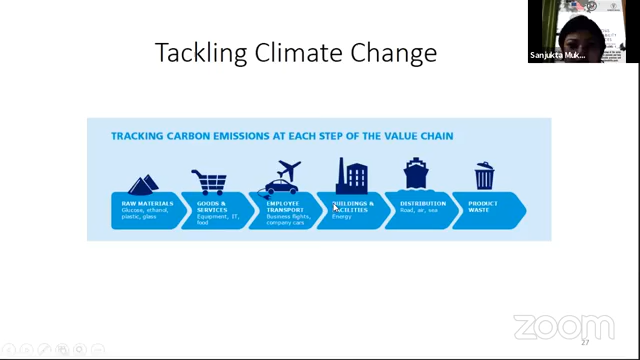 Sanjukta Muk...
Tackling Climate Change
TRACKING CARBON EMISSIONS AT EACH STEP OF THE VALUE CHAIN
RAW MATERIALS
Glucose, ethanol,
plastic, glass
GOODS &
SERVICES
Equipment, IT,
food
EMPLOYEE
TRANSPORT
Business flights,
company cars
BUILDINGS &
FACILITIES
Energy
DISTRIBUTION
Road, air, sea
PRODUCT
WASTE
zoom
27